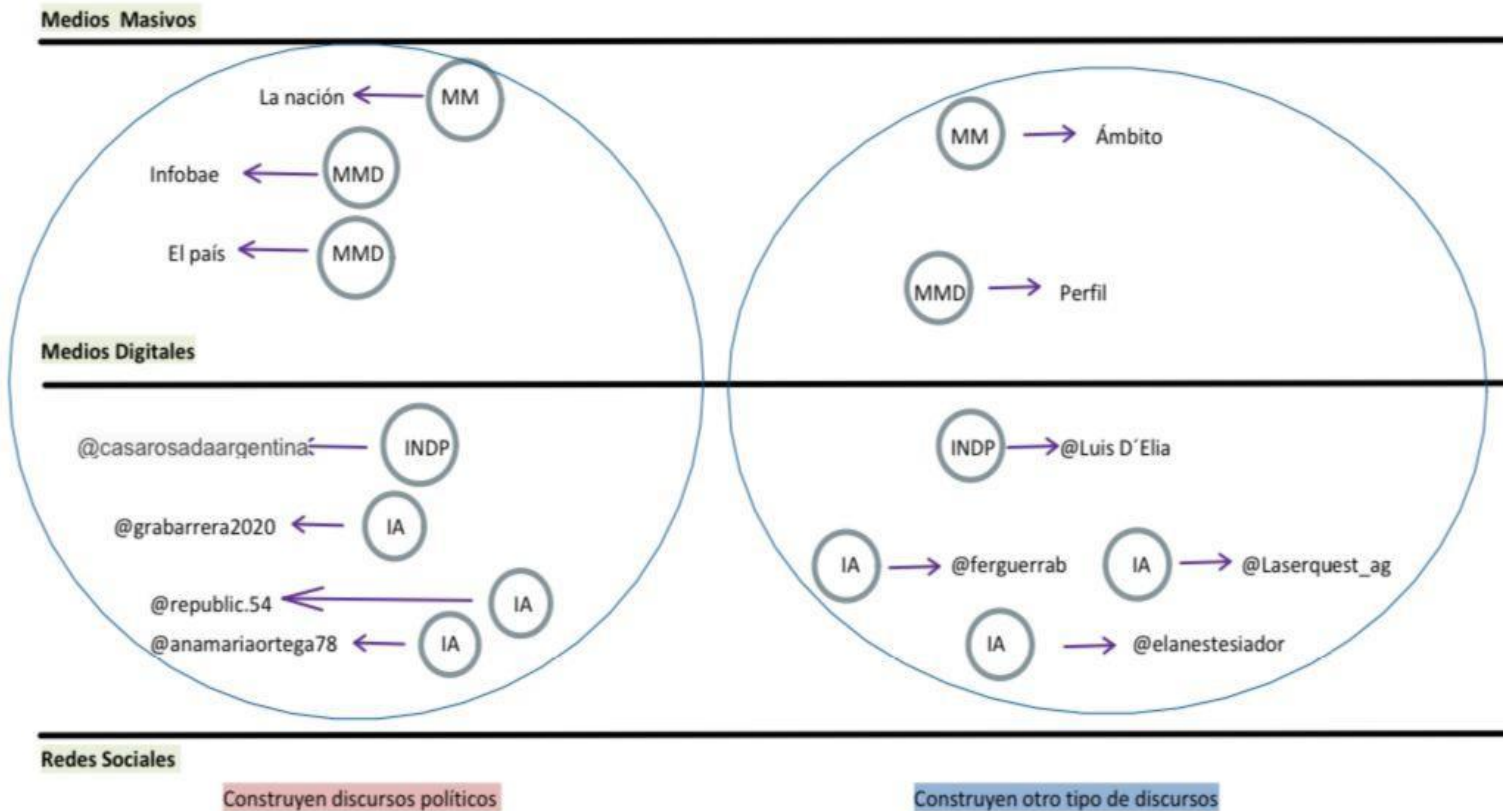 Medios Masivos
La nación MM
MM Ámbito
Infobae MMD
El país MMD
MMD Perfil
Medios Digitales
@casarosadaargentina INDP
INDP @Luis D´Elia
@grabarrera2020 IA
IA @ferguerrab IA @Laserquest_ag
@republic.54 IA
@anamariaortega78 IA
IA @elanestesiador
Redes Sociales
Construyen discursos políticos
Construyen otro tipo de discursos